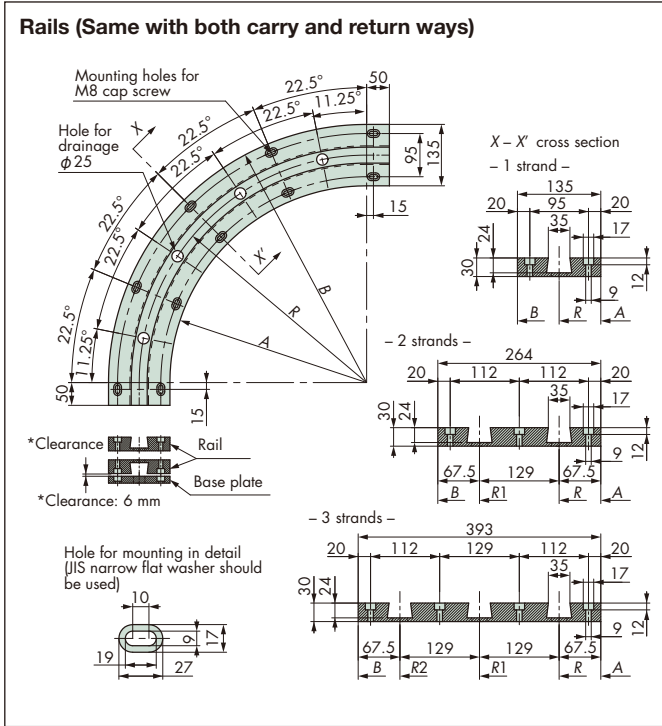 Rails (Same with both carry and return ways)
Mounting holes for
M8 cap screw
22.5°
50
22.5°
11.25°
X
22.5°
22.5°
Hole for
drainage
φ25
95
135
15
22.5°
22.5°
X'
22.5°
11.25°
B
R
A
50
15
X – X' cross section
– 1 strand –
135
20
95
20
35
17
30
24
12
9
B
R
A
– 2 strands –
264
20
112
112
20
35
17
30
24
12
9
67.5
129
67.5
B
R1
R
A
*Clearance
Rail
Base plate
*Clearance: 6 mm
– 3 strands –
393
20
112
129
112
20
35
17
30
24
12
9
67.5
129
129
67.5
B
R2
R1
R
A
Hole for mounting in detail
(JIS narrow flat washer should
be used)
10
9
17
19
27